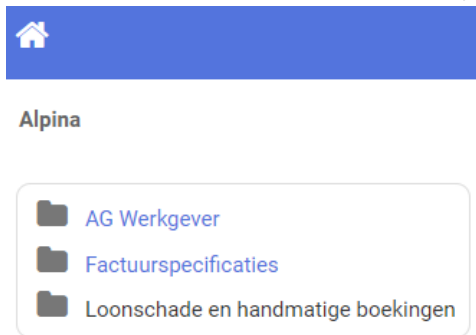 Alpina
AG Werkgever
Factuurspecificaties
Loonschade en handmatige boekingen